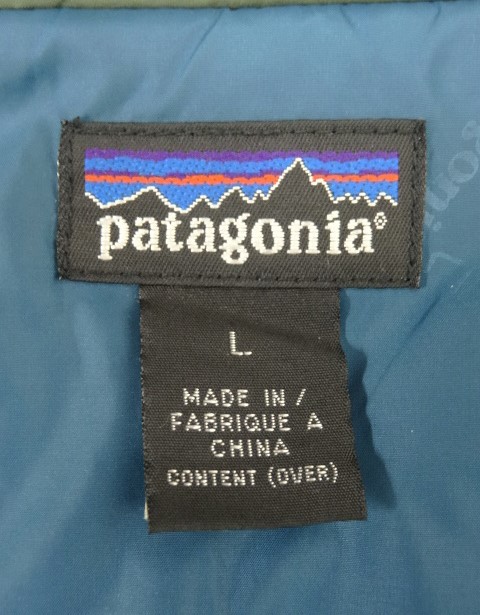 patagonia®
L
MADE IN /
FABRIQUE A
CHINA
CONTENT (OVER)